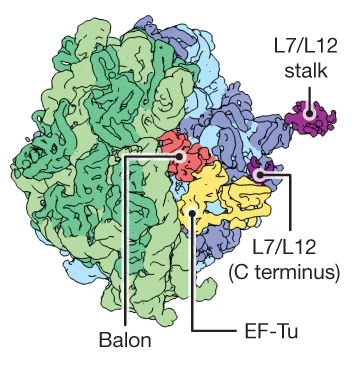 L7/L12
stalk
L7/L12
(C terminus)
EF-Tu
Balon